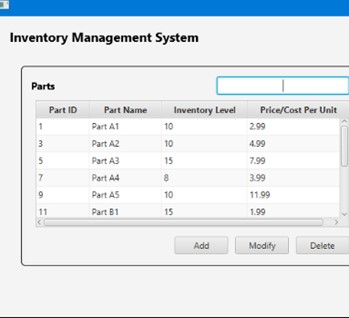 Inventory Management System
Parts
Part ID Part Name Inventory Level Price/Cost Per Unit
1 Part A1 10 2.99
3 Part A2 10 4.99
5 Part A3 15 7.99
7 Part A4 8 3.99
9 Part A5 10 11.99
11 Part B1 15 1.99
Add Modify Delete